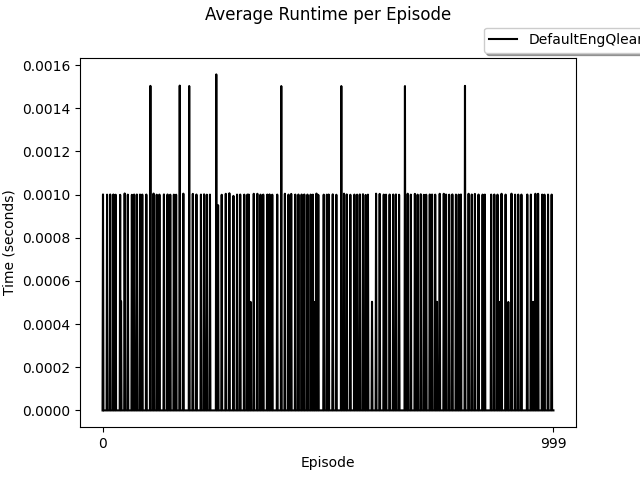 Average Runtime per Episode
DefaultEngQlear
0.0016
0.0014
0.0012
0.0010
0.0008
0.0006
0.0004
0.0002
0.0000
Time (seconds)
0
999
Episode